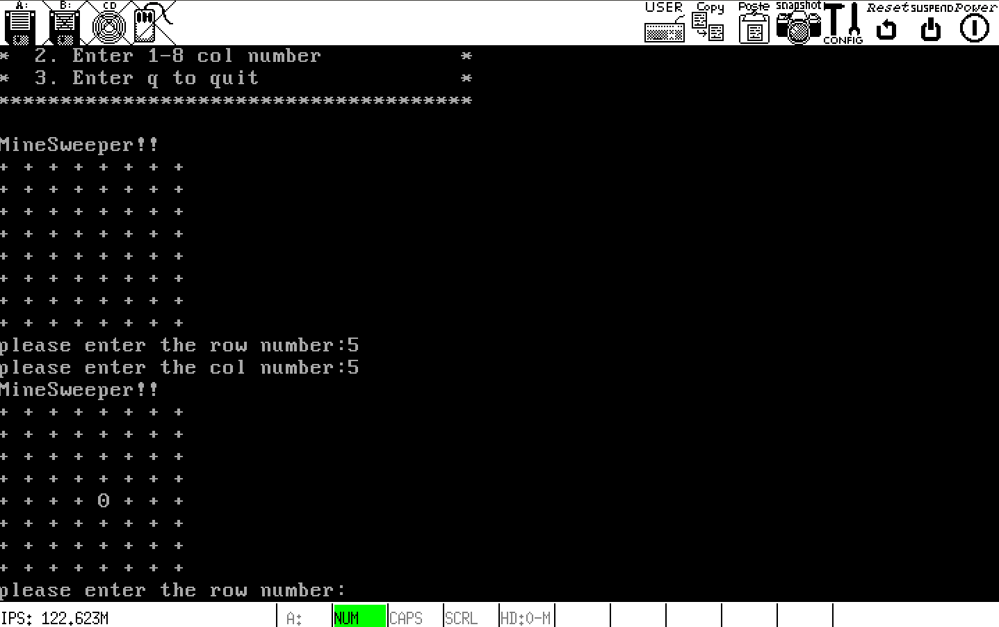 A: B: CD USER Copy Paste snapshot CONFIG Reset SUSPEND Power
*  2. Enter 1-8 col number           *
*  3. Enter q to quit                *
**************************************
MineSweeper!!
+ + + + + + + +
+ + + + + + + +
+ + + + + + + +
+ + + + + + + +
+ + + + + + + +
+ + + + + + + +
+ + + + + + + +
+ + + + + + + +
please enter the row number:5
please enter the col number:5
MineSweeper!!
+ + + + + + + +
+ + + + + + + +
+ + + + + + + +
+ + + + + + + +
+ + + + 0 + + +
+ + + + + + + +
+ + + + + + + +
+ + + + + + + +
please enter the row number:
IPS: 122.623M A: NUM CAPS SCRL HD:0-M